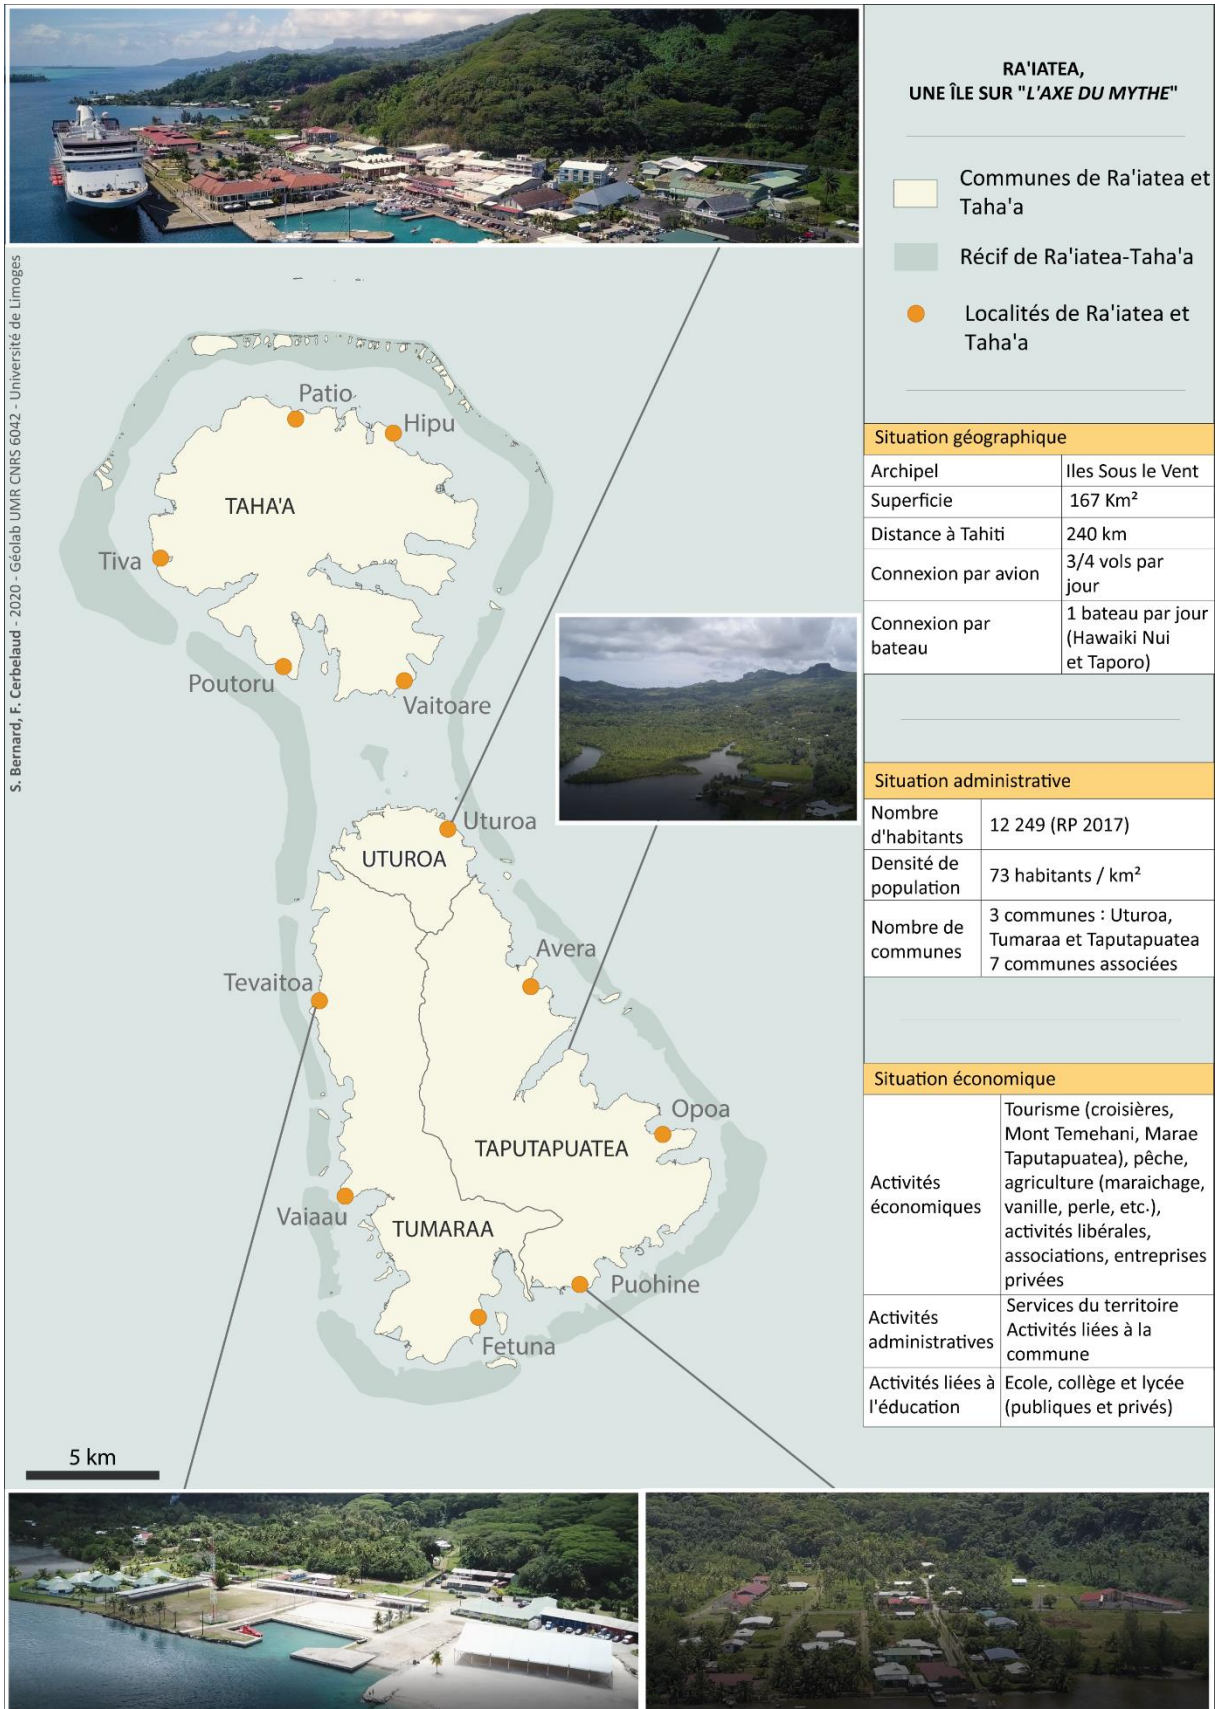 RA'IATEA,
UNE ÎLE SUR "L'AXE DU MYTHE"
Communes de Ra'iatea et
Taha'a
Récif de Ra'iatea-Taha'a
Localités de Ra'iatea et
Taha'a
S. Bernard, F. Cerbelaud - 2020 - Géolab UMR CNRS 6042 - Université de Limoges
Patio
Hipu
TAHA'A
Tiva
Poutoru
Vaitoare
Uturoa
UTUROA
Avera
Tevaitoa
Opoa
TAPUTAPUATEA
Vaiaau
TUMARAA
Puohine
Fetuna
5 km
Situation géographique
Archipel
Iles Sous le Vent
Superficie
167 Km²
Distance à Tahiti
240 km
Connexion par avion
3/4 vols par
jour
Connexion par
bateau
1 bateau par jour
(Hawaiki Nui
et Taporo)
Situation administrative
Nombre
d'habitants
12 249 (RP 2017)
Densité de
population
73 habitants / km²
Nombre de
communes
3 communes : Uturoa,
Tumaraa et Taputapuatea
7 communes associées
Situation économique
Activités
économiques
Tourisme (croisières,
Mont Temehani, Marae
Taputapuatea), pêche,
agriculture (maraichage,
vanille, perle, etc.),
activités libérales,
associations, entreprises
privées
Activités
administratives
Services du territoire
Activités liées à la
commune
Activités liées à
l'éducation
Ecole, collège et lycée
(publiques et privés)